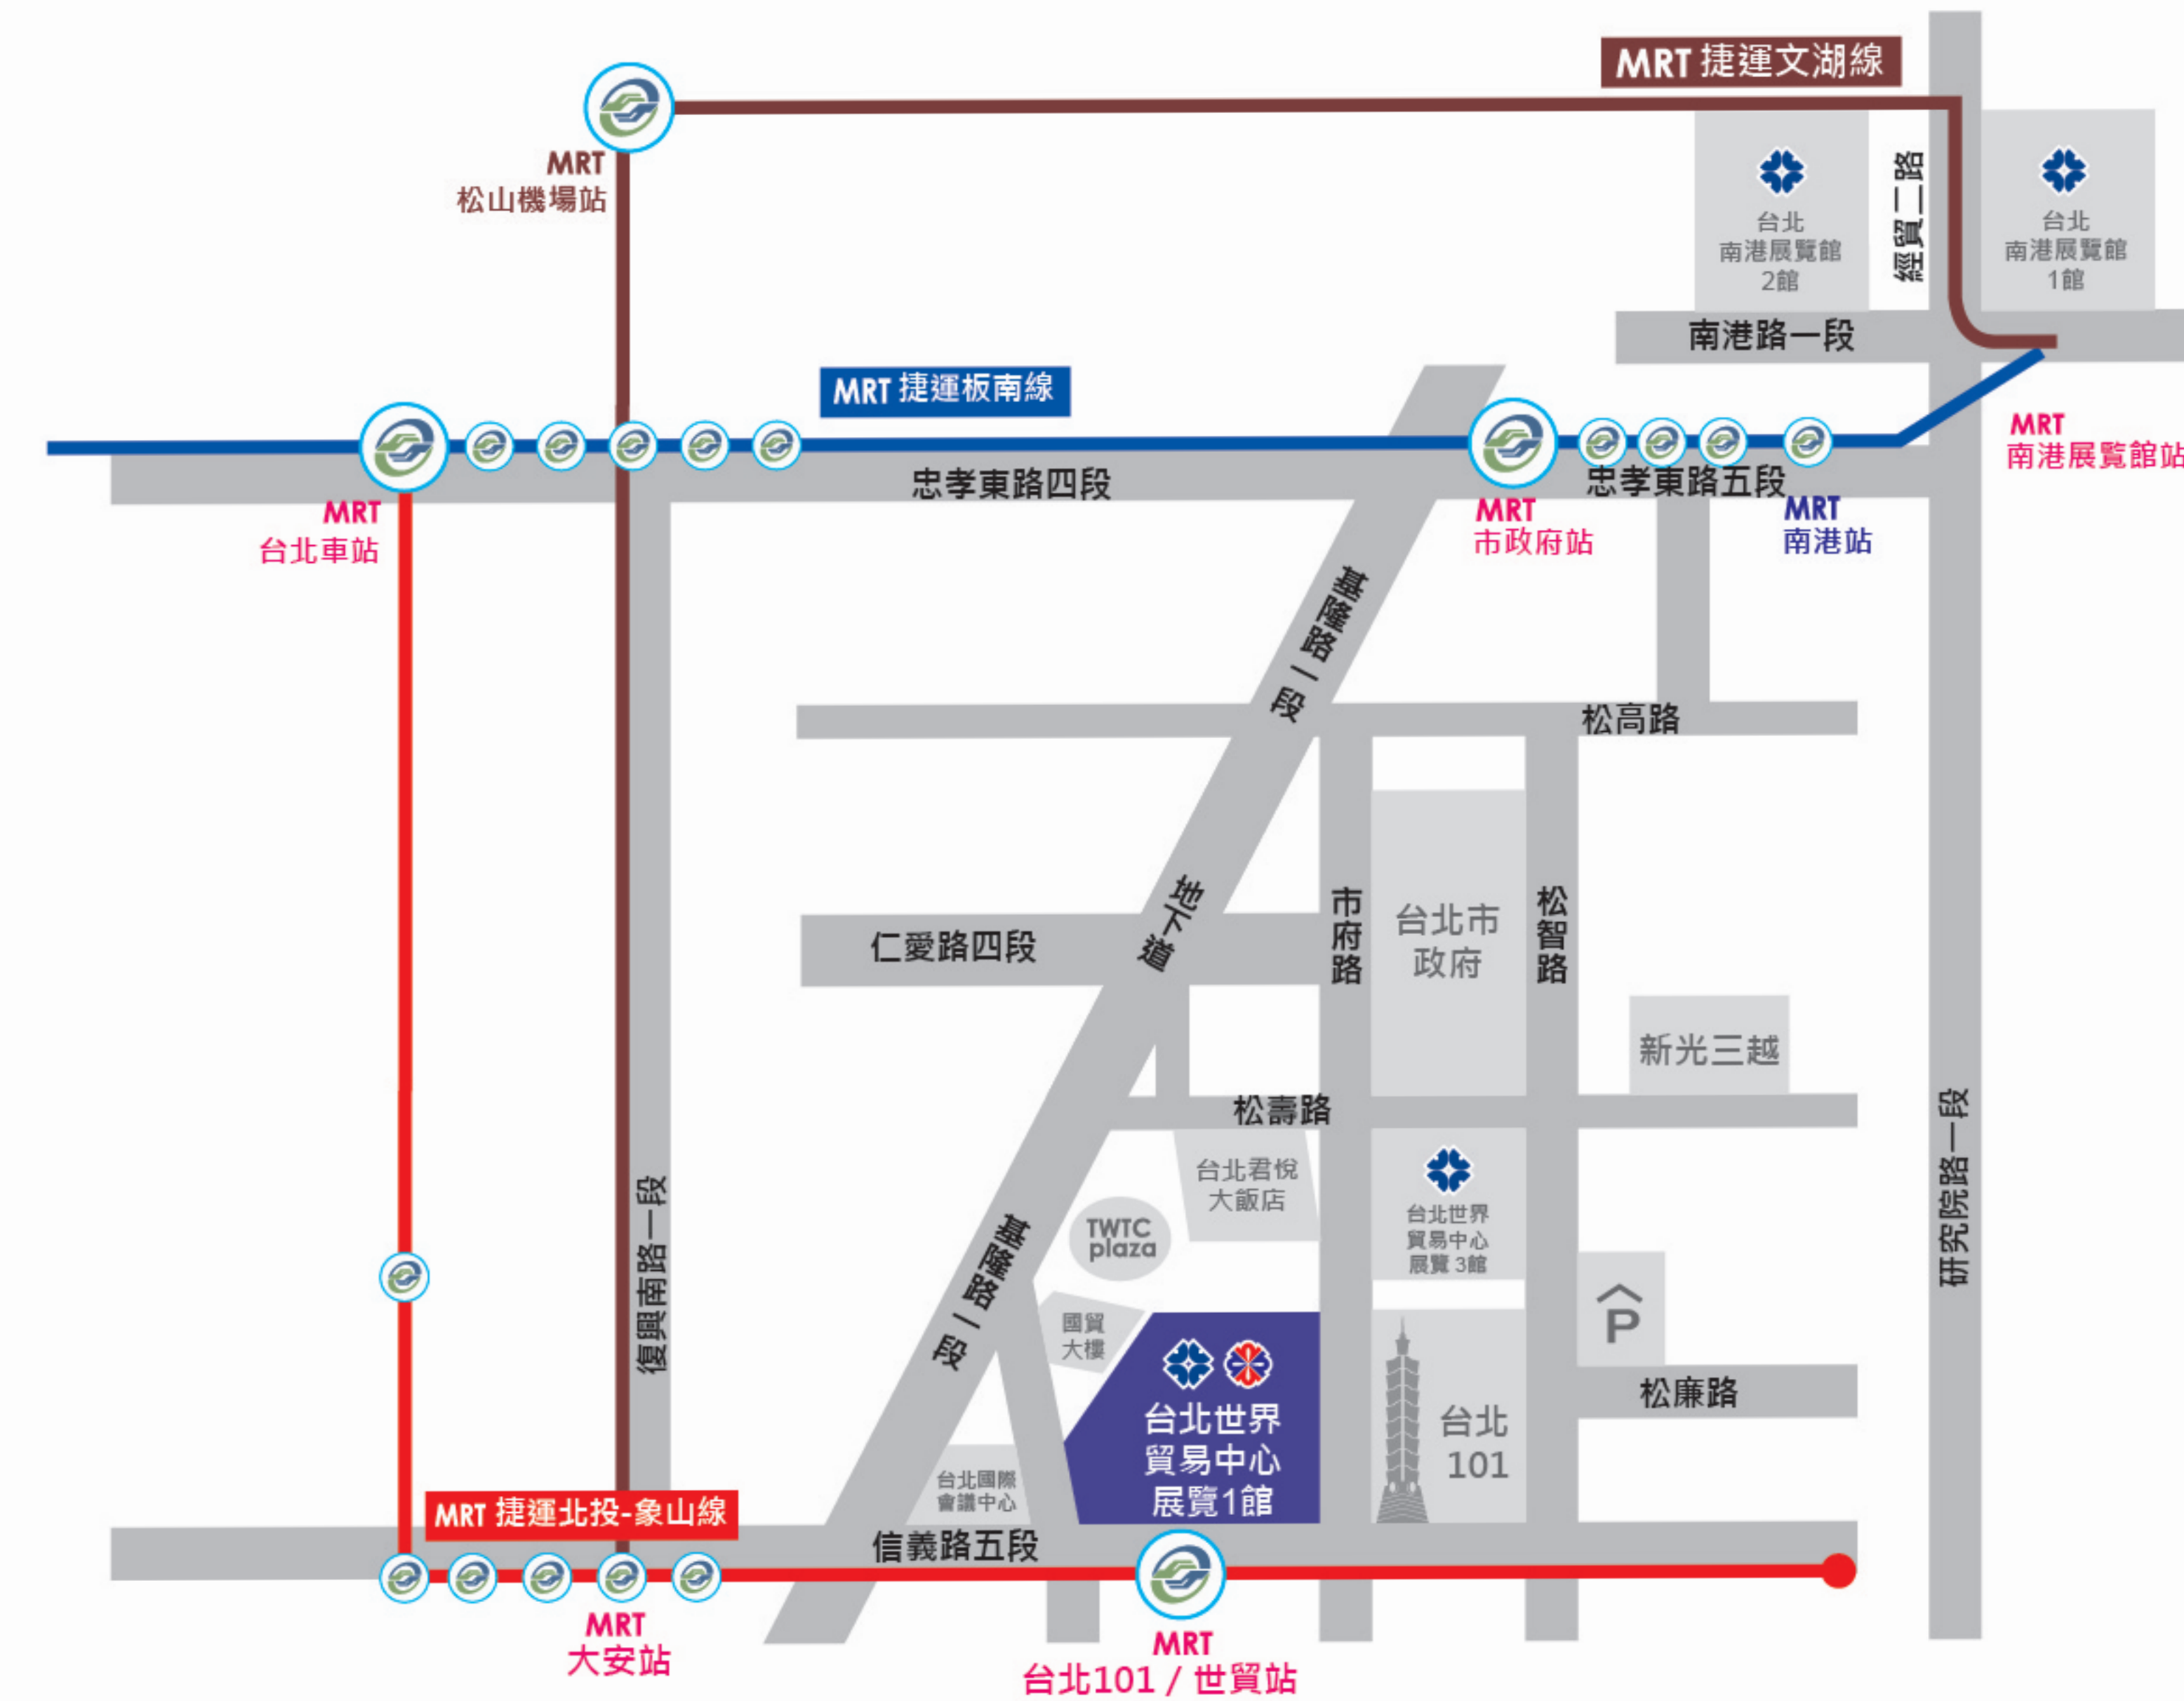 MRT 捷運文湖線
MRT
松山機場站
經貿二路
台北
南港展覽館
2館
台北
南港展覽館
1館
南港路一段
MRT 捷運板南線
忠孝東路四段
忠孝東路五段
MRT
台北車站
MRT
市政府站
MRT
南港站
MRT
南港展覽館站
基隆路一段
松高路
地下道
仁愛路四段
市府路
台北市
政府
松智路
新光三越
松壽路
研究院路一段
復興南路一段
基隆路一段
台北君悅
大飯店
TWTC
plaza
台北世界
貿易中心
展覽 3館
國貿
大樓
P
台北世界
貿易中心
展覽1館
台北
101
松廉路
台北國際
會議中心
MRT 捷運北投-象山線
信義路五段
MRT
大安站
MRT
台北101 / 世貿站